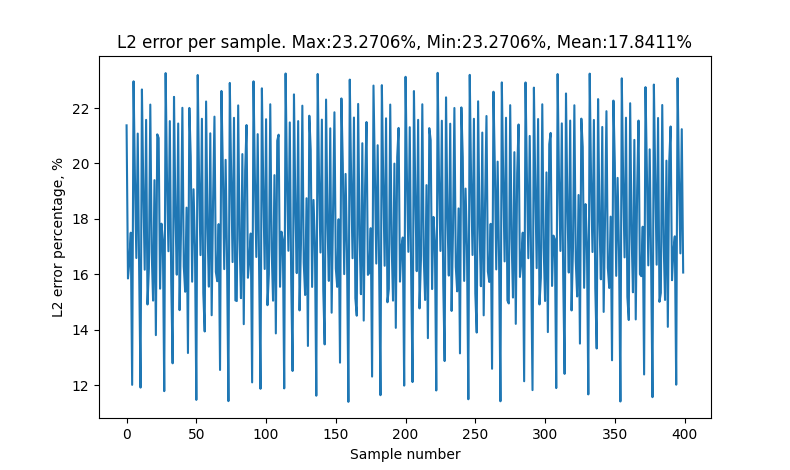 L2 error per sample. Max:23.2706%, Min:23.2706%, Mean:17.8411%
L2 error percentage, %
22
20
18
16
14
12
0 50 100 150 200 250 300 350 400
Sample number